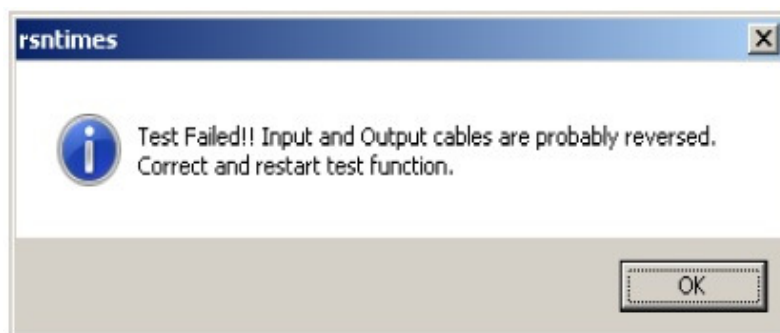 rsntimes
Test Failed!! Input and Output cables are probably reversed.
Correct and restart test function.
OK